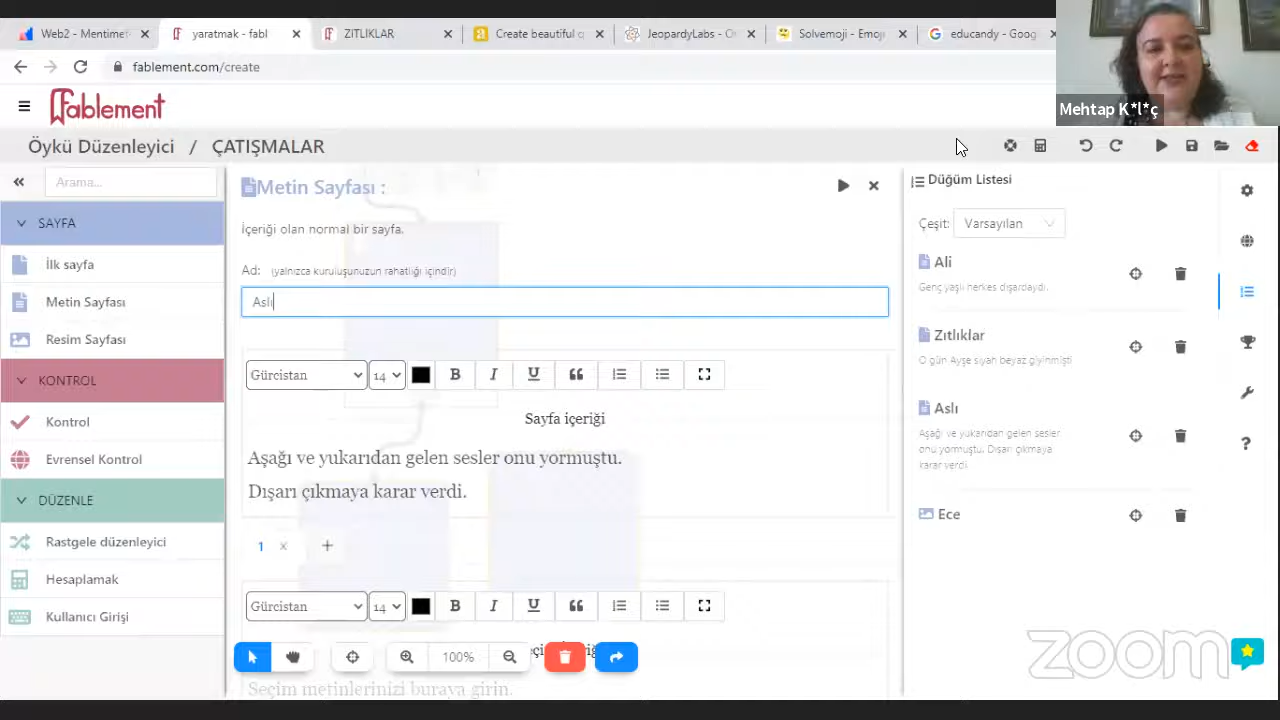 Web2 - Mentimet
yaratmak - fabl
ZITLIKLAR
Create beautiful q
JeopardyLabs - O
Solvemoji - Emoj
educandy - Goog
fablement.com/create
Mehtap K*l*ç
Fablement
Öykü Düzenleyici / ÇATIŞMALAR
Arama...
SAYFA
İlk sayfa
Metin Sayfası
Resim Sayfası
KONTROL
Kontrol
Evrensel Kontrol
DÜZENLE
Rastgele düzenleyici
Hesaplamak
Kullanıcı Girişi
Metin Sayfası :
İçeriği olan normal bir sayfa.
Ad: (yalnızca kuruluşunuzun rahatlığı içindir)
Aslı
Gürcistan 14 B I U
Sayfa içeriği
Aşağı ve yukarıdan gelen sesler onu yormuştu.
Dışarı çıkmaya karar verdi.
1 x +
Gürcistan 14 B I U
100%
Seçim metinlerinizi buraya girin.
Düğüm Listesi
Çeşit: Varsayılan
Ali
Genç yaşlı herkes dışardaydı.
Zıtlıklar
O gün Ayşe siyah beyaz giyinmişti
Aslı
Aşağı ve yukarıdan gelen sesler
onu yormuştu. Dışarı çıkmaya
karar verdi.
Ece
?
zoom